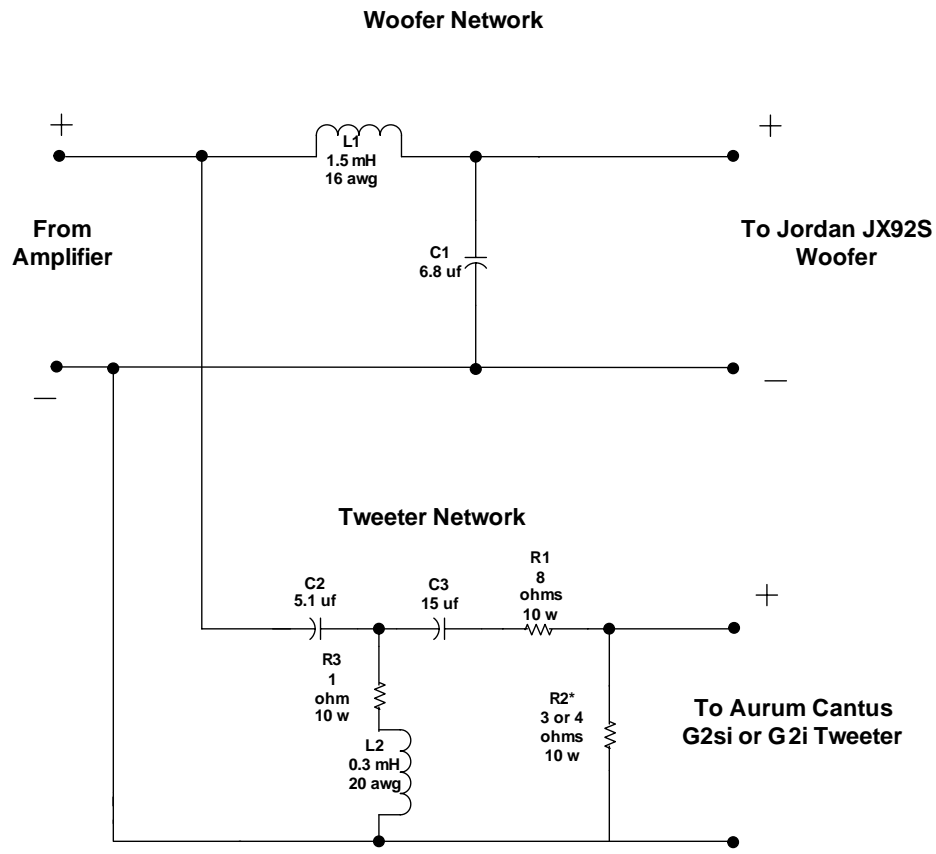 Woofer Network
+
+
L1
1.5 mH
16 awg
From
Amplifier
To Jordan JX92S
Woofer
C1
6.8 uf
−
−
Tweeter Network
R1
8
ohms
10 w
C2
5.1 uf
C3
15 uf
+
R3
1
ohm
10 w
R2*
3 or 4
ohms
10 w
To Aurum Cantus
G2si or G2i Tweeter
L2
0.3 mH
20 awg